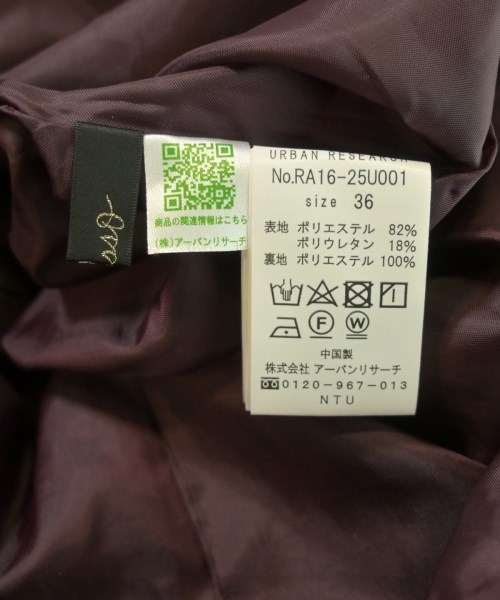 URBAN RESEARCH
No.RA16-25U001
size 36
表地 ポリエステル 82%
ポリウレタン 18%
裏地 ポリエステル 100%
F W
中国製
株式会社 アーバンリサーチ
0120-967-013
NTU
商品の関連情報はこちら
(株)アーバンリサーチ